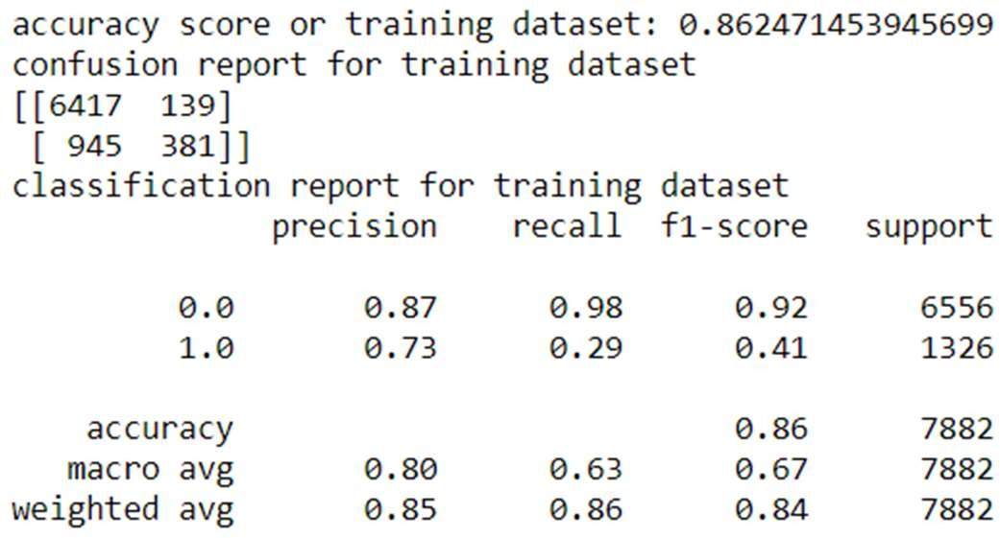 accuracy score or training dataset: 0.862471453945699
confusion report for training dataset
[[6417  139]
 [ 945  381]]
classification report for training dataset
              precision    recall  f1-score   support

         0.0       0.87      0.98      0.92      6556
         1.0       0.73      0.29      0.41      1326

    accuracy                           0.86      7882
   macro avg       0.80      0.63      0.67      7882
weighted avg       0.85      0.86      0.84      7882